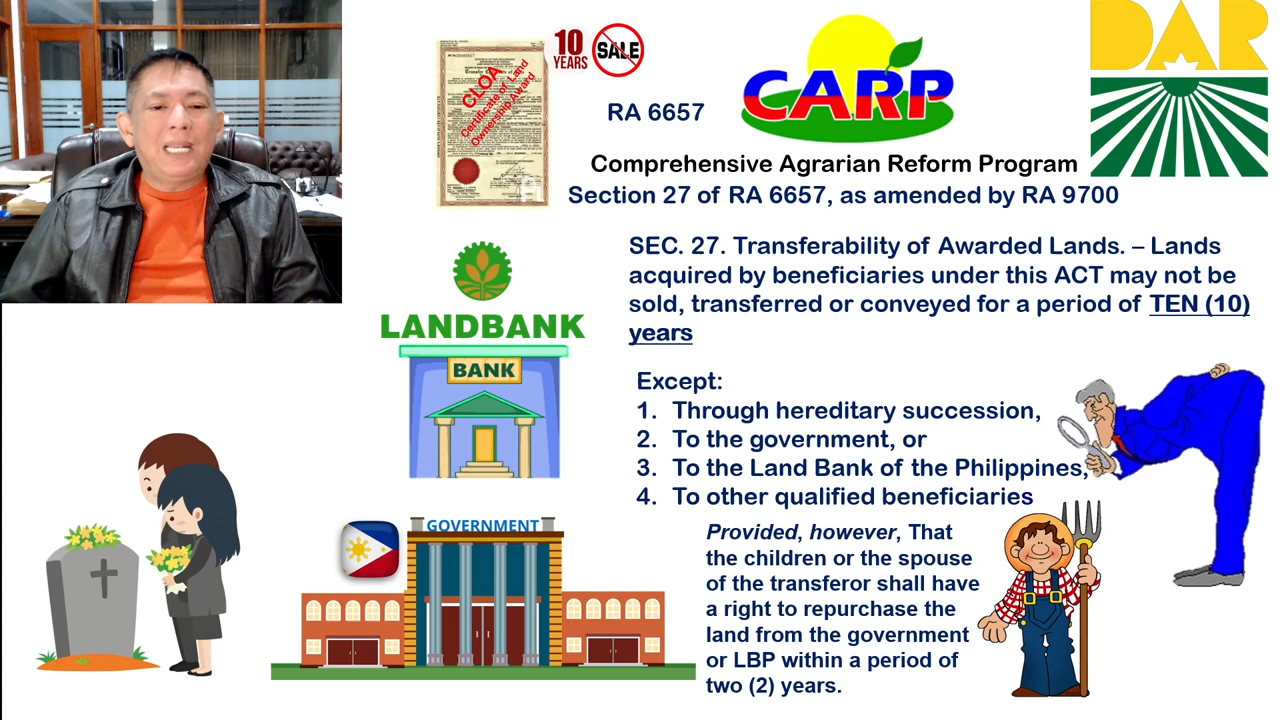 10
YEARS
SALE
CLOA
Certificate of Land
Ownership Award
RA 6657
CARP
DAR
Comprehensive Agrarian Reform Program
Section 27 of RA 6657, as amended by RA 9700
SEC. 27. Transferability of Awarded Lands. – Lands
acquired by beneficiaries under this ACT may not be
sold, transferred or conveyed for a period of TEN (10)
years
LANDBANK
BANK
Except:
1. Through hereditary succession,
2. To the government, or
3. To the Land Bank of the Philippines,
4. To other qualified beneficiaries
GOVERNMENT
Provided, however, That
the children or the spouse
of the transferor shall have
a right to repurchase the
land from the government
or LBP within a period of
two (2) years.